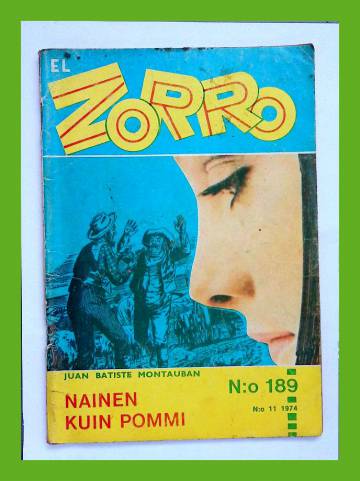 EL
ZORRO
JUAN BATISTE MONTAUBAN
NAINEN
KUIN POMMI
N:o 189
N:o 11 1974